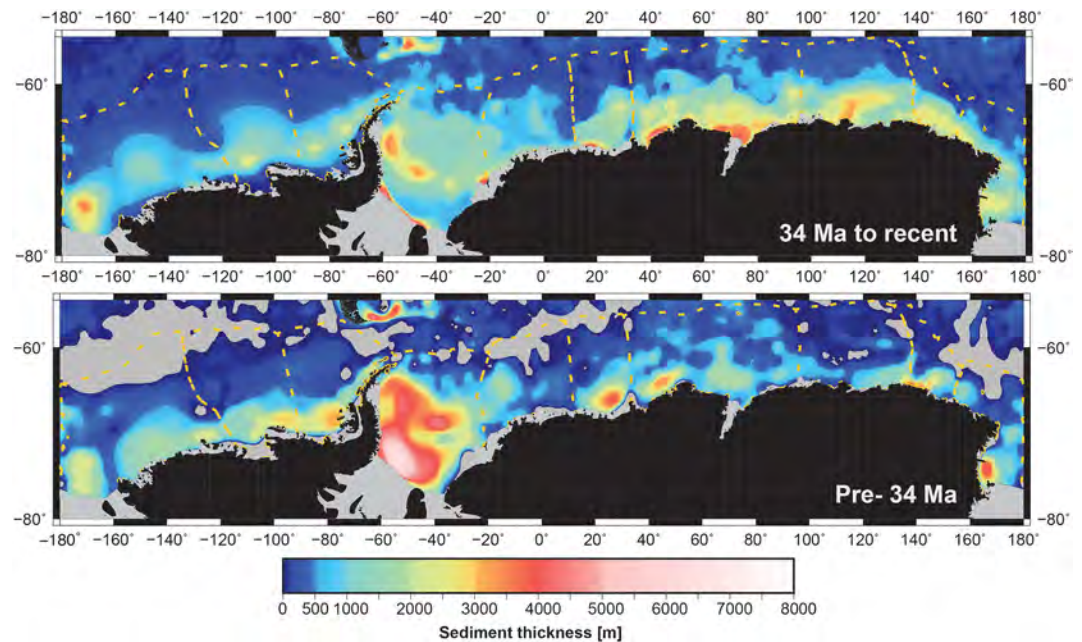 −180 −160 −140 −120 −100 −80 −60 −40 −20 0° 20° 40° 60° 80° 100° 120° 140° 160° 180°
−60°
−60°
34 Ma to recent
−80°
−80°
−180 −160° −140° −120° −100° −80° −60° −40° −20° 0° 20° 40° 60° 80° 100° 120° 140° 160° 180°
−60°
−60°
Pre- 34 Ma
−80°
−80°
−180° −160° −140° −120° −100° −80° −60° −40° −20° 0° 20° 40° 60° 80° 100° 120° 140° 160° 180°
0 500 1000 2000 3000 4000 5000 6000 7000 8000
Sediment thickness [m]